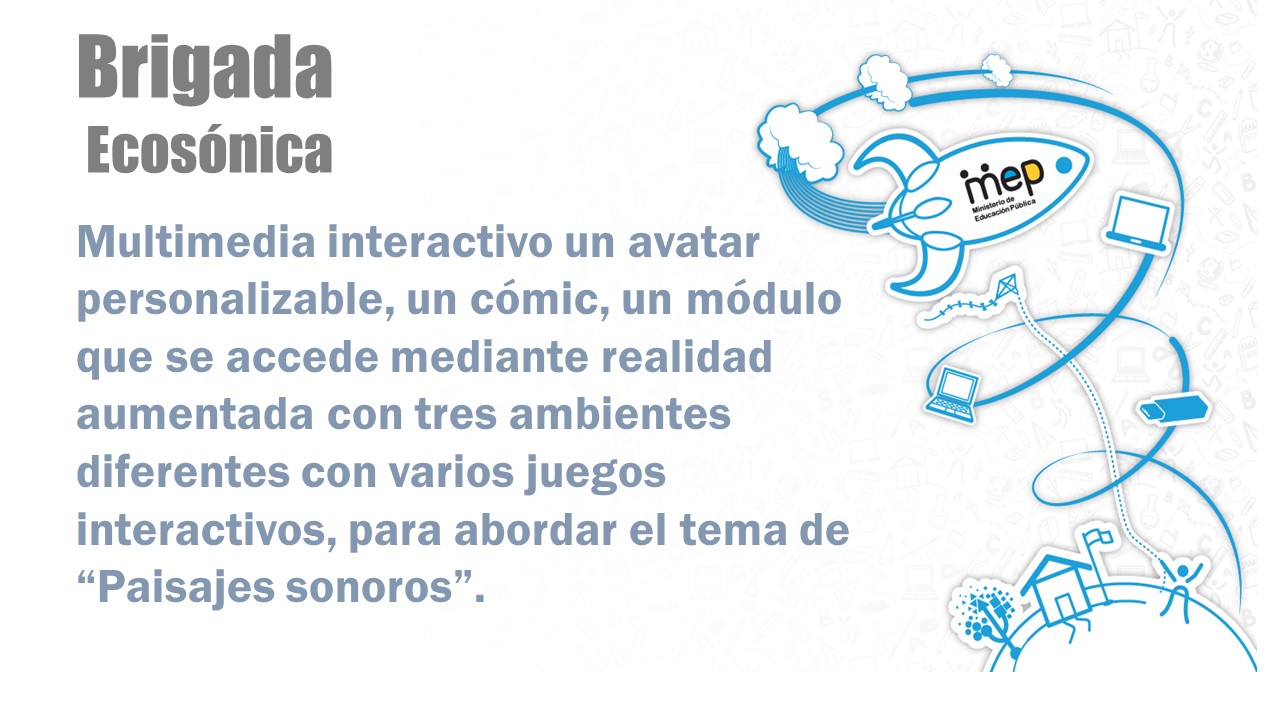 Brigada
Ecosónica
Multimedia interactivo un avatar
personalizable, un cómic, un módulo
que se accede mediante realidad
aumentada con tres ambientes
diferentes con varios juegos
interactivos, para abordar el tema de
“Paisajes sonoros”.
mep
Ministerio de
Educación Pública